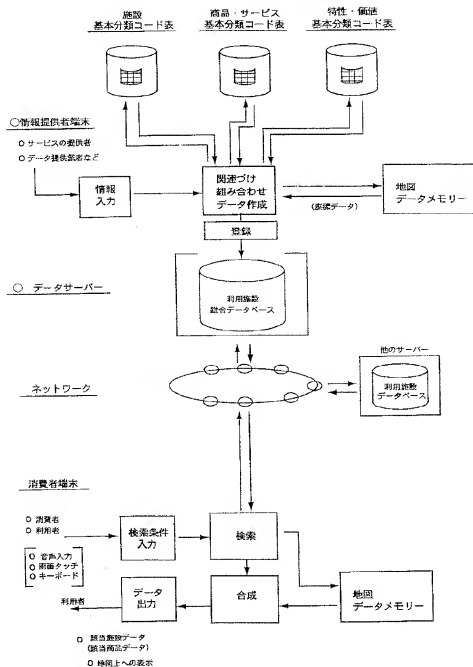 施設
基本分類コード表
商品・サービス
基本分類コード表
特性・価値
基本分類コード表
○情報提供者端末
○ サービスの提供者
○ データ提供業者など
情報
入力
関連づけ
組み合わせ
データ作成
(座標データ)
地図
データメモリー
登録
○ データサーバー
利用施設
総合データベース
他のサーバー
利用施設
データベース
ネットワーク
消費者端末
○ 消費者
○ 利用者
○ 音声入力
○ 画面タッチ
○ キーボード
検索条件
入力
検索
利用者
データ
出力
合成
地図
データメモリー
○ 該当施設データ
(該当商品データ)
○ 地図上への表示